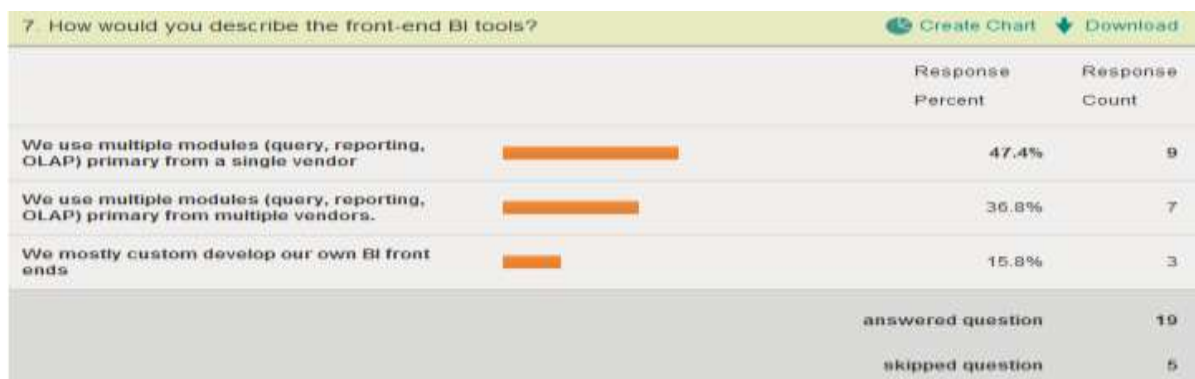 7. How would you describe the front-end BI tools? Create Chart Download
Response Response
Percent Count
We use multiple modules (query, reporting,
OLAP) primary from a single vendor 47.4% 9
We use multiple modules (query, reporting,
OLAP) primary from multiple vendors. 36.8% 7
We mostly custom develop our own BI front
ends 15.8% 3
answered question 19
skipped question 5